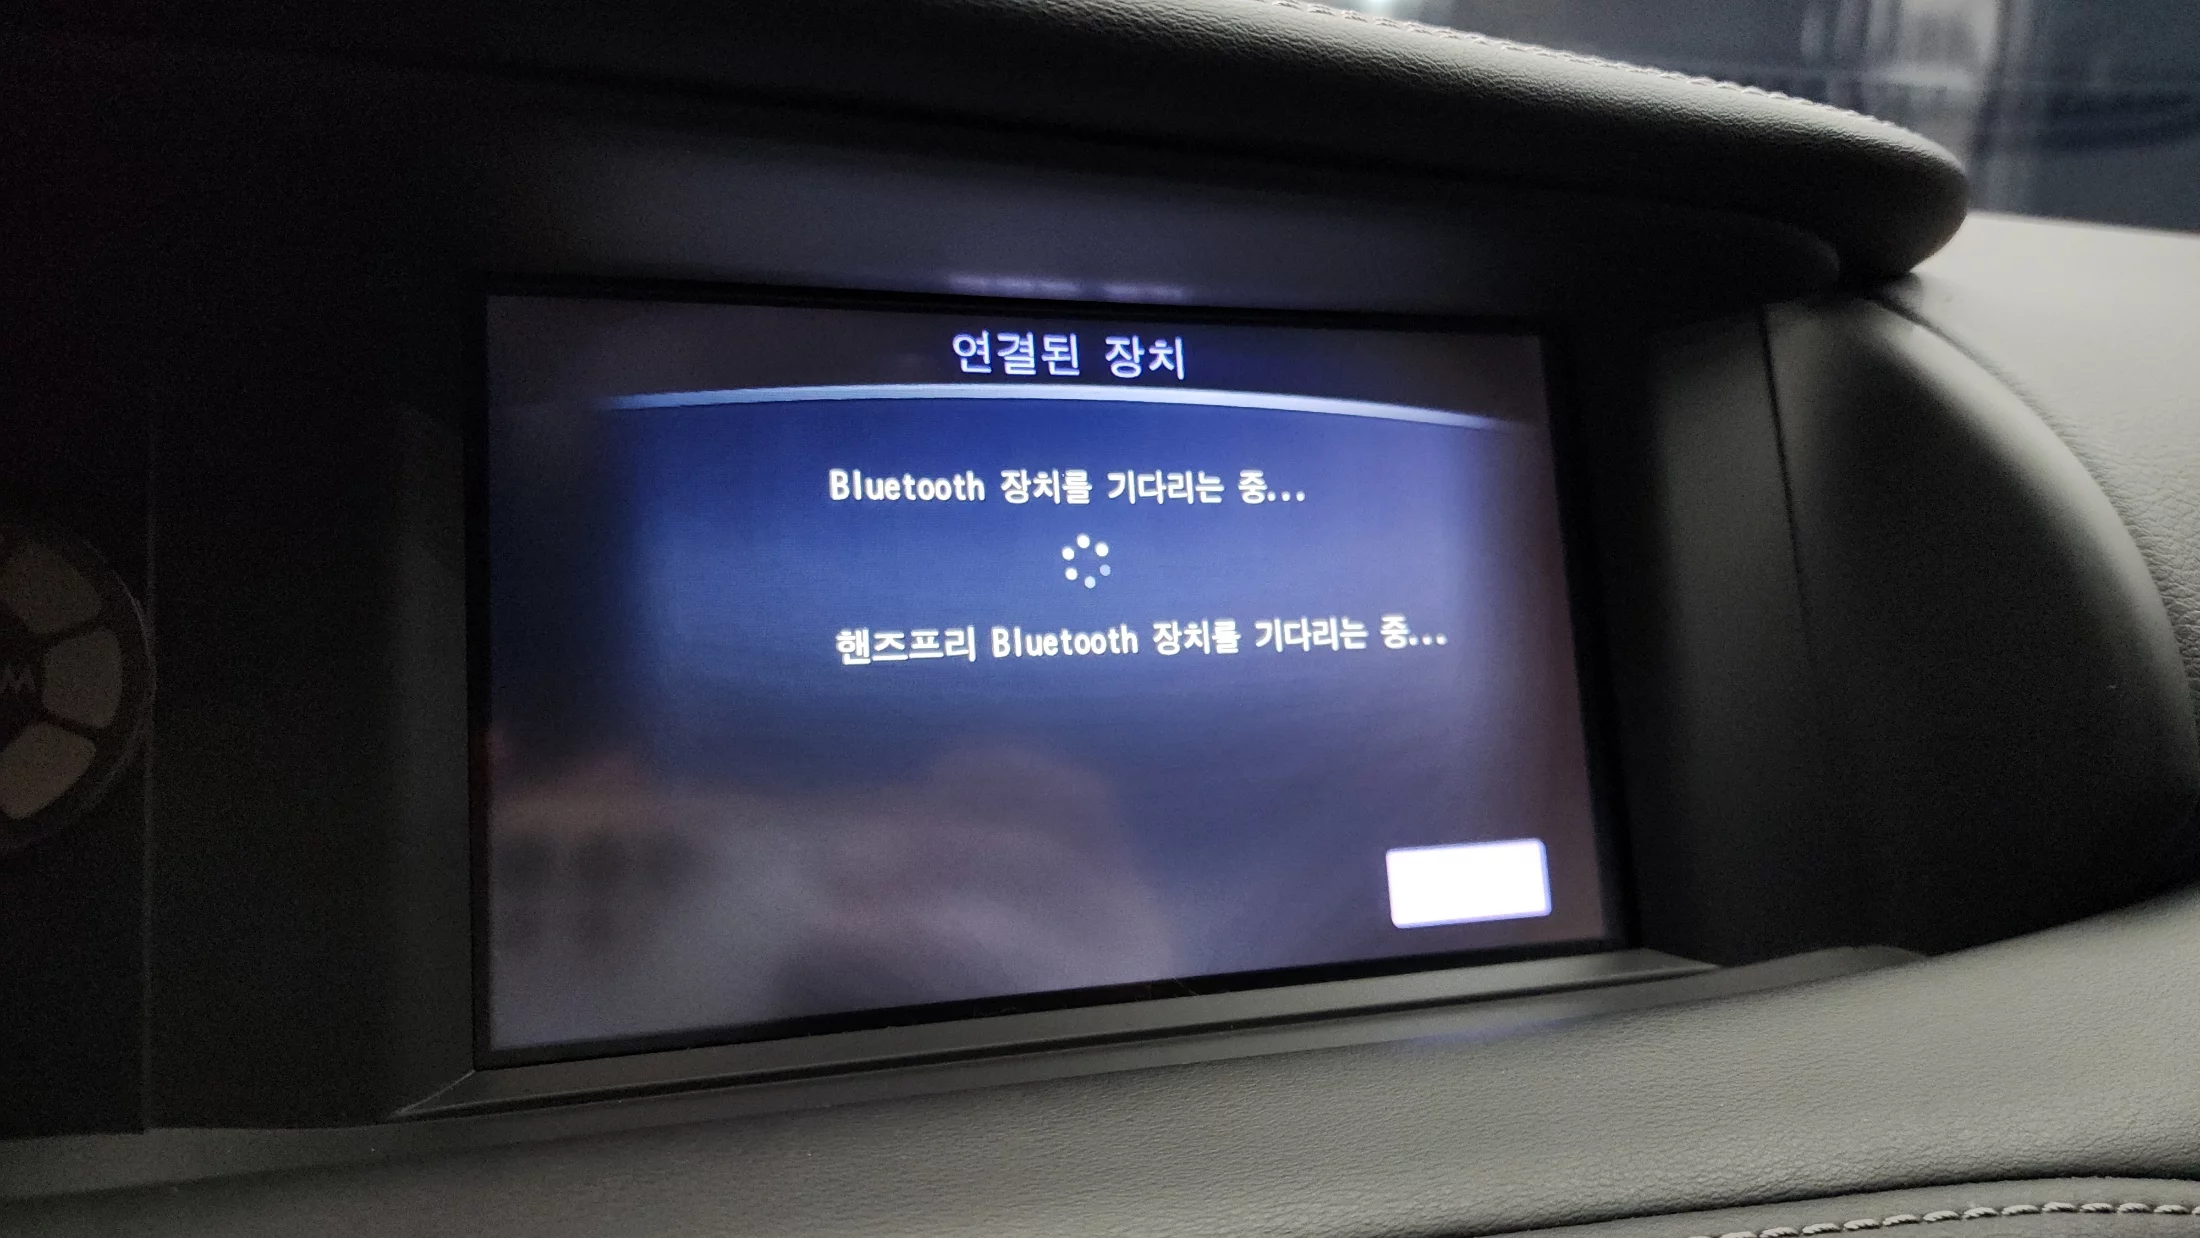 연결된 장치
Bluetooth 장치를 기다리는 중...
핸즈프리 Bluetooth 장치를 기다리는 중...